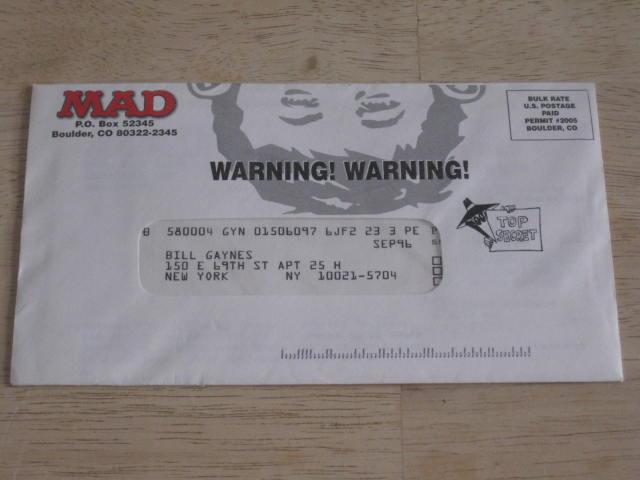 MAD
P.O. Box 52345
Boulder, CO 80322-2345
BULK RATE
U.S. POSTAGE
PAID
PERMIT #2005
BOULDER, CO
WARNING! WARNING!
TOP
SECRET
B 580004 GYN 01506097 6JF2 23 3 PE
SEP96
BILL GAYNES
150 E 69TH ST APT 25 H
NEW YORK NY 10021-5704